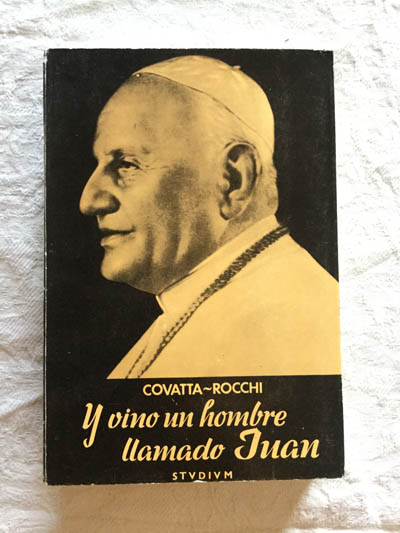 COVATTA~ROCCHI
Y vino un hombre
llamado Juan
STVDIVM